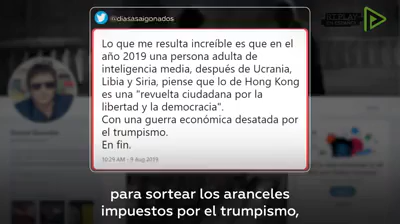 @diasasaigonados
Lo que me resulta increíble es que en el
año 2019 una persona adulta de
inteligencia media, después de Ucrania,
Libia y Siria, piense que lo de Hong Kong
es una "revuelta ciudadana por la
libertad y la democracia".
Con una guerra económica desatada por
el trumpismo.
En fin.
10:29 AM - 9 Aug 2019
para sortear los aranceles
impuestos por el trumpismo,